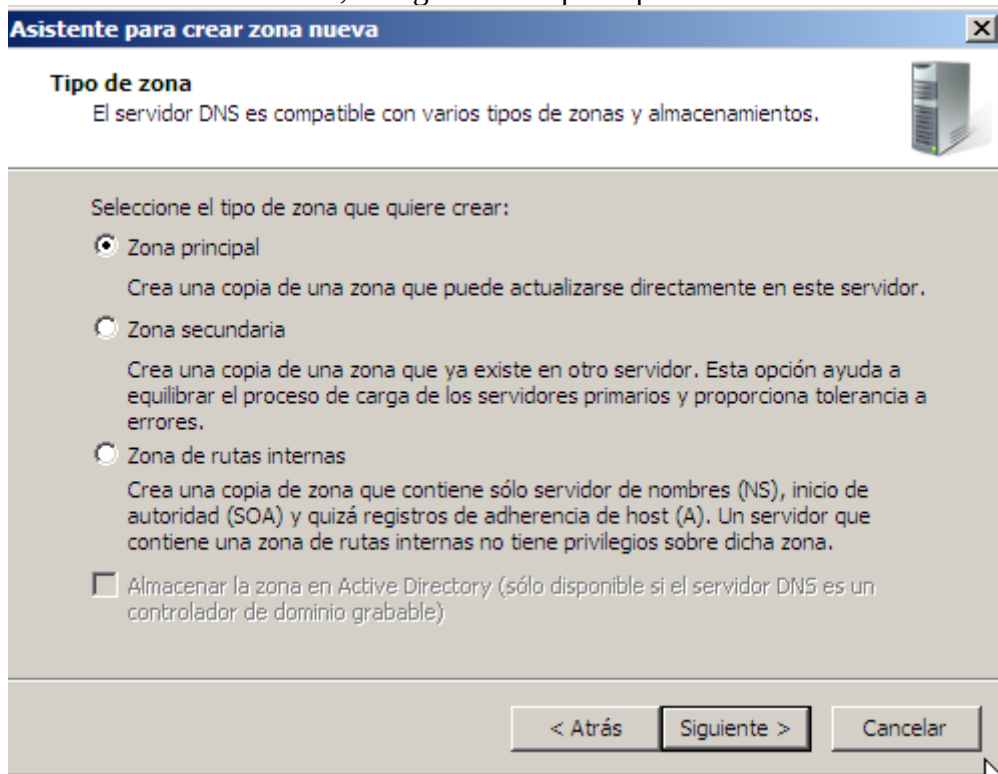 Asistente para crear zona nueva
Tipo de zona
El servidor DNS es compatible con varios tipos de zonas y almacenamientos.
Seleccione el tipo de zona que quiere crear:
Zona principal
Crea una copia de una zona que puede actualizarse directamente en este servidor.
Zona secundaria
Crea una copia de una zona que ya existe en otro servidor. Esta opción ayuda a
equilibrar el proceso de carga de los servidores primarios y proporciona tolerancia a
errores.
Zona de rutas internas
Crea una copia de zona que contiene sólo servidor de nombres (NS), inicio de
autoridad (SOA) y quizá registros de adherencia de host (A). Un servidor que
contiene una zona de rutas internas no tiene privilegios sobre dicha zona.
Almacenar la zona en Active Directory (sólo disponible si el servidor DNS es un
controlador de dominio grabable)
< Atrás
Siguiente >
Cancelar